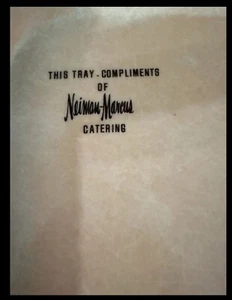 THIS TRAY - COMPLIMENTS
OF
Neiman-Marcus
CATERING